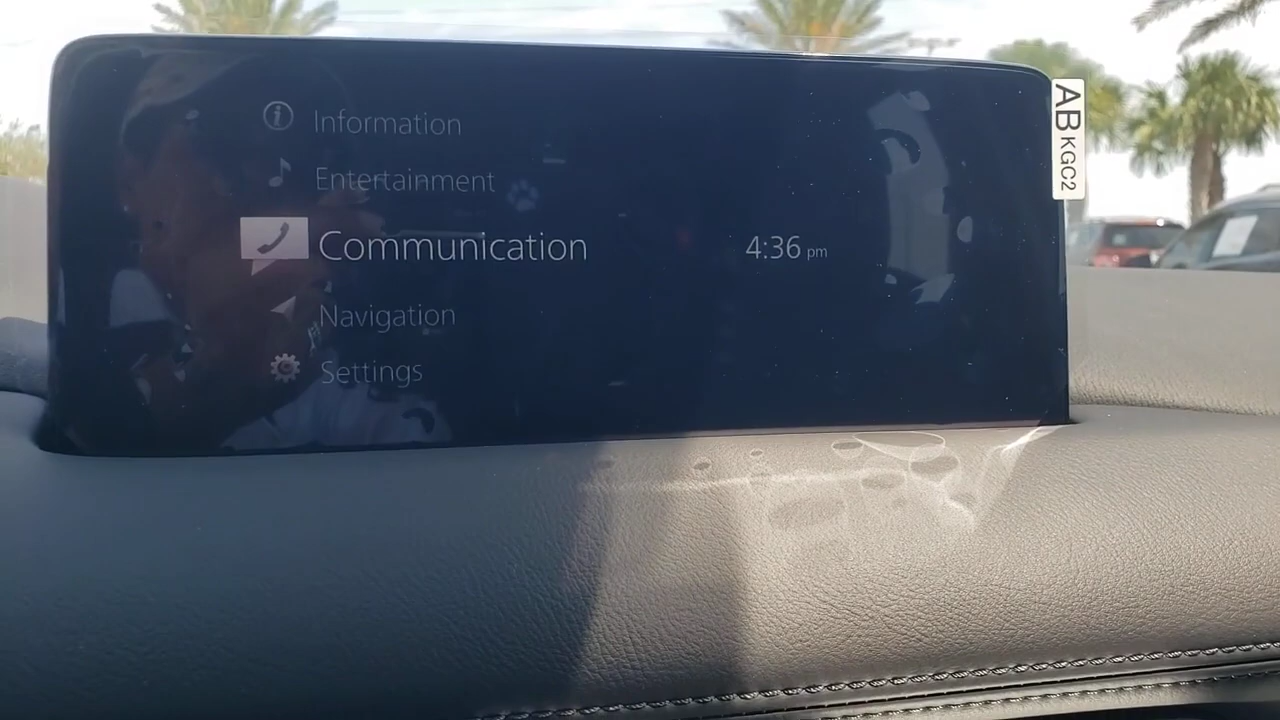 Information
Entertainment
Communication
4:36 pm
Navigation
Settings
AB KGC2